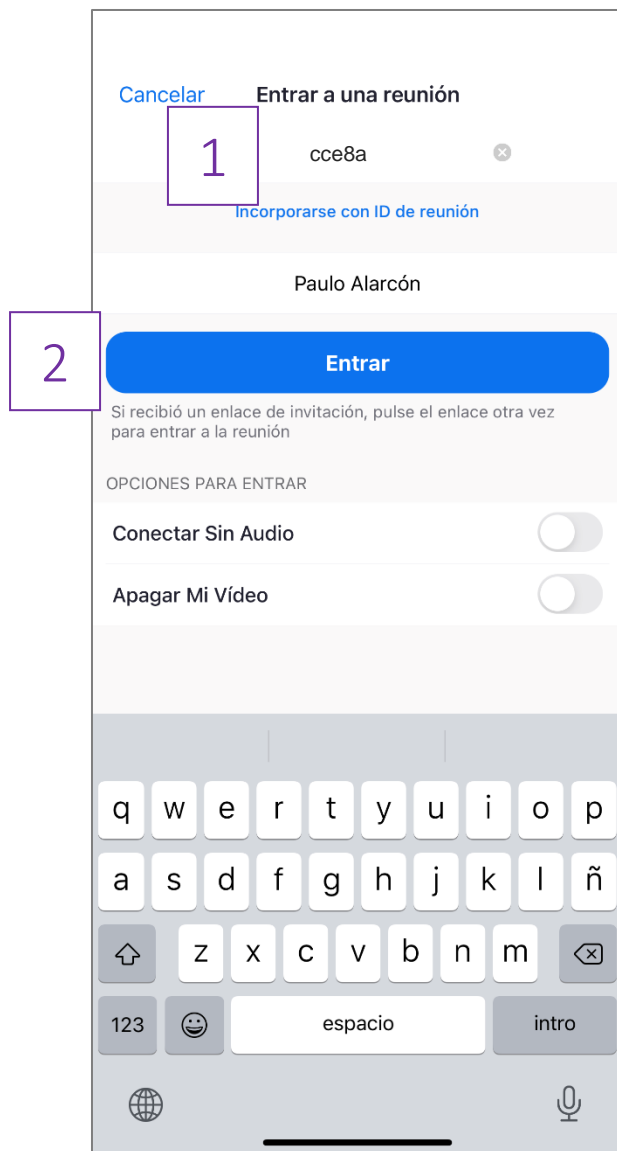 Cancelar Entrar a una reunión
1 cce8a
Incorporarse con ID de reunión
Paulo Alarcón
2 Entrar
Si recibió un enlace de invitación, pulse el enlace otra vez
para entrar a la reunión
OPCIONES PARA ENTRAR
Conectar Sin Audio
Apagar Mi Vídeo
q w e r t y u i o p
a s d f g h j k l ñ
z x c v b n m
123 espacio intro